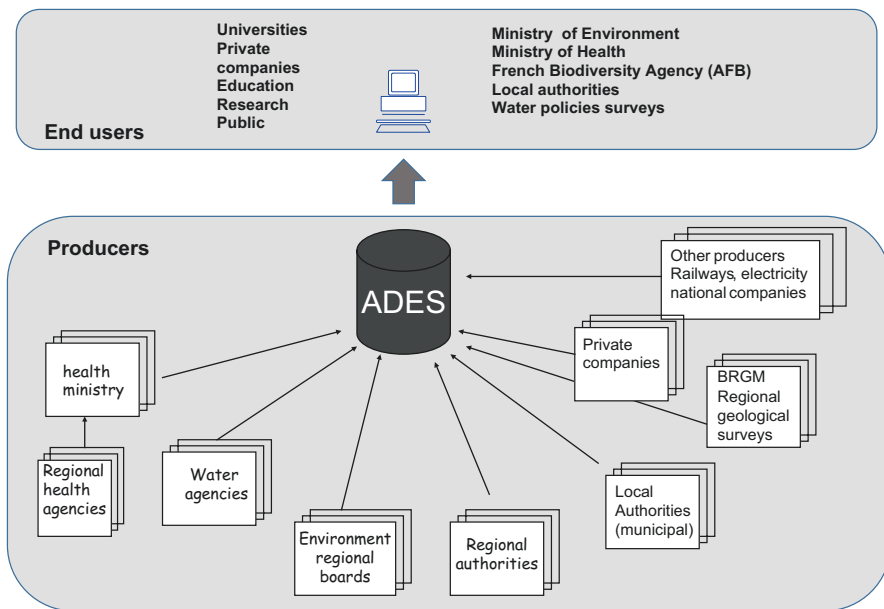 Universities
Private
companies
Education
Research
Public
Ministry of Environment
Ministry of Health
French Biodiversity Agency (AFB)
Local authorities
Water policies surveys
End users
Producers
ADES
Other producers
Railways, electricity
national companies
Private
companies
BRGM
Regional
geological
surveys
health
ministry
Regional
health
agencies
Water
agencies
Environment
regional
boards
Regional
authorities
Local
Authorities
(municipal)